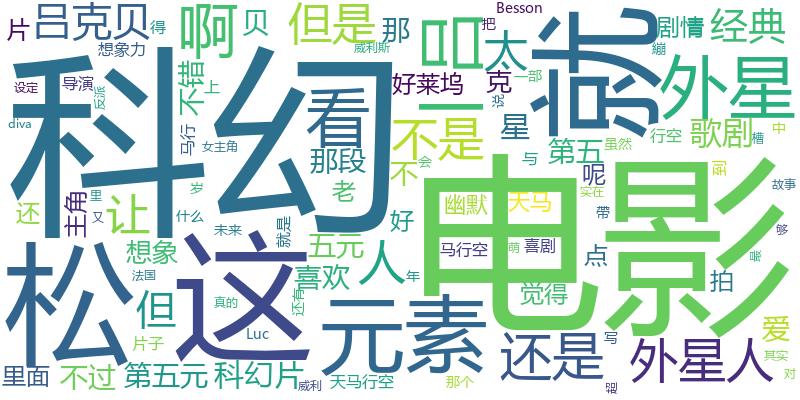 片 吕克贝 啊 贝 但是 那 叩 Besson 把 太 就 剧情 繃 经典
得 想象力 威利斯 好莱坞 克 一部 外星
设定 导演 反派 不错 上 说
科幻 看 不是 星 与 第五 虽然 行空 歌剧 槽 中
diva 马行 女主角 那段 不 会 呢 实在 到 故事
还 主角 让 里 岁 老 幽默 天马 帶 够
又 什么 未来 就是 好 马行空 萌 喜剧 点 电影
松 想象 但 这 五元 喜欢 人 年 觉得 拍
法国 还有 爱
片子 真的 Luc 元素 还是 写 其实
里面 不过 第五元 科幻片 威利 天马行空 那个 外星人 对